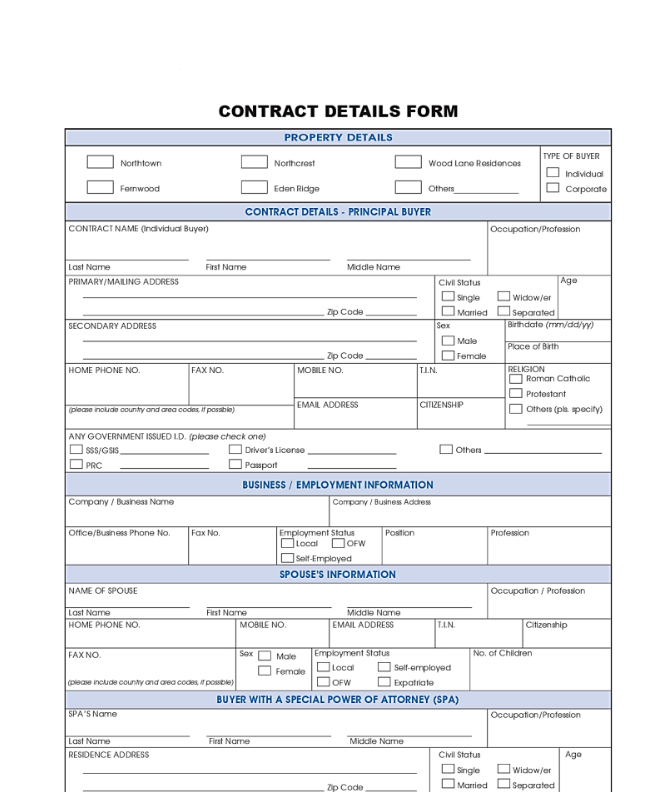 CONTRACT DETAILS FORM
PROPERTY DETAILS
Northtown Northcrest Wood Lane Residences
Fernwood Eden Ridge Others
TYPE OF BUYER
Individual
Corporate
CONTRACT DETAILS - PRINCIPAL BUYER
CONTRACT NAME (Individual Buyer) Occupation/Profession
Last Name First Name Middle Name
PRIMARY/MAILING ADDRESS
Zip Code
Civil Status
Single Widow/er
Married Separated
Age
SECONDARY ADDRESS
Zip Code
Sex
Male
Female
Birthdate (mm/dd/yy)
Place of Birth
HOME PHONE NO. FAX NO. MOBILE NO. T.I.N.
(please include country and area codes, if possible)
EMAIL ADDRESS CITIZENSHIP
RELIGION
Roman Catholic
Protestant
Others (pls. specify)
ANY GOVERNMENT ISSUED I.D. (please check one)
SSS/GSIS Driver's License Others
PRC Passport
BUSINESS / EMPLOYMENT INFORMATION
Company / Business Name Company / Business Address
Office/Business Phone No. Fax No. Employment Status Position Profession
Local OFW
Self-Employed
SPOUSE'S INFORMATION
NAME OF SPOUSE Occupation / Profession
Last Name First Name Middle Name
HOME PHONE NO. MOBILE NO. EMAIL ADDRESS T.I.N. Citizenship
FAX NO.
(please include country and area codes, if possible)
Sex Male
Female
Employment Status
Local Self-employed
OFW Expatriate
No. of Children
BUYER WITH A SPECIAL POWER OF ATTORNEY (SPA)
SPA'S Name Occupation/Profession
Last Name First Name Middle Name
RESIDENCE ADDRESS
Zip Code
Civil Status
Single Widow/er
Married Separated
Age